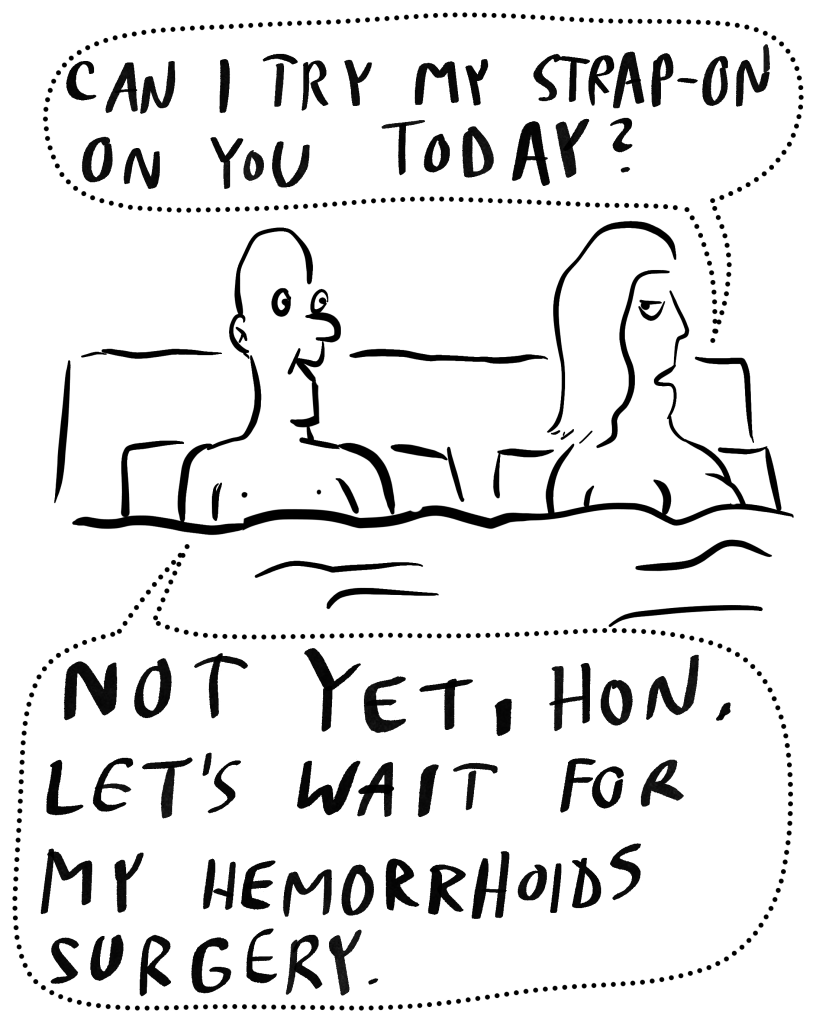 CAN I TRY MY STRAP-ON
ON YOU TODAY?
NOT YET, HON.
LET'S WAIT FOR
MY HEMORRHOIDS
SURGERY.